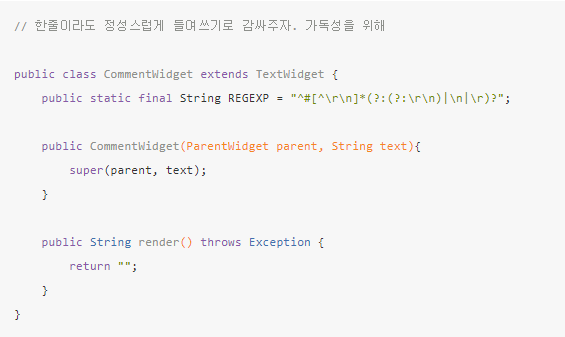 // 한줄이라도 정성스럽게 들여쓰기로 감싸주자. 가독성을 위해
public class CommentWidget extends TextWidget {
    public static final String REGEXP = "^#[^\r\n]*(?:(?:\r\n)|\n|\r)?";
    public CommentWidget(ParentWidget parent, String text){
        super(parent, text);
    }
    public String render() throws Exception {
        return "";
    }
}